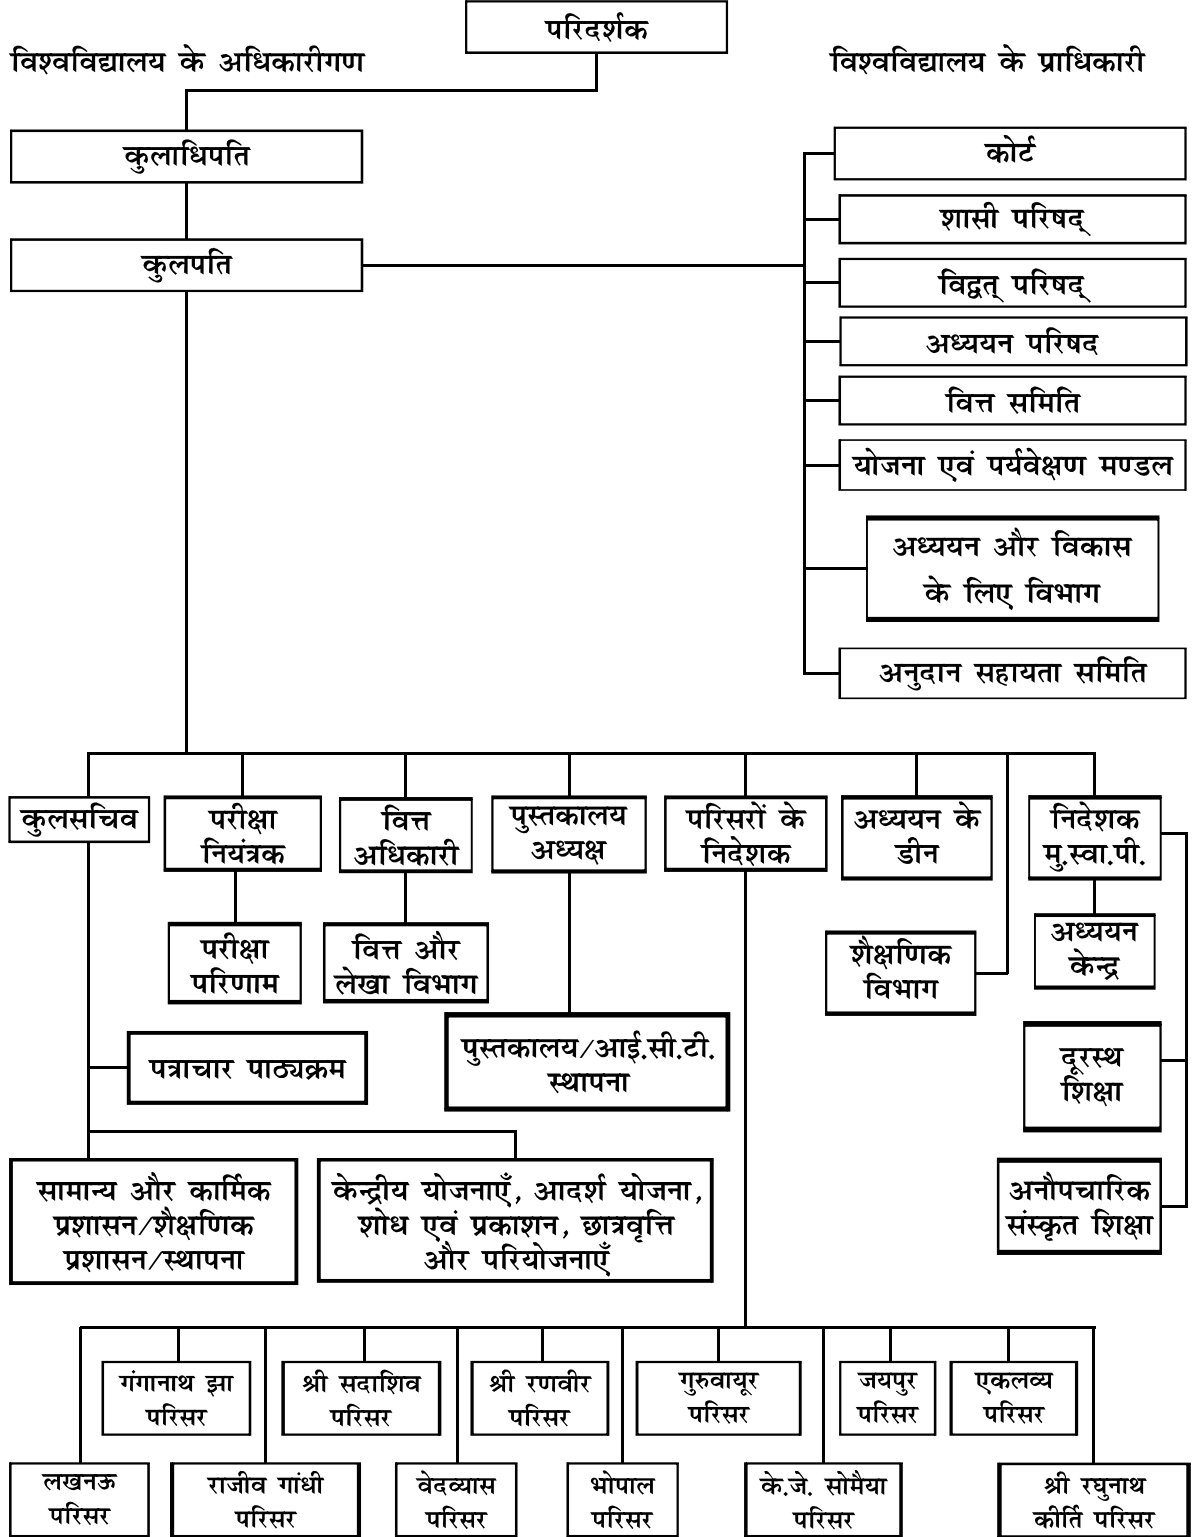 परिदर्शक
विश्वविद्यालय के अधिकारीगण
विश्वविद्यालय के प्राधिकारी
कुलाधिपति
कुलपति
कोर्ट
शासी परिषद्
विद्वत् परिषद्
अध्ययन परिषद
वित्त समिति
योजना एवं पर्यवेक्षण मण्डल
अध्ययन और विकास
के लिए विभाग
अनुदान सहायता समिति
कुलसचिव
परीक्षा
नियंत्रक
वित्त
अधिकारी
पुस्तकालय
अध्यक्ष
परिसरों के
निदेशक
अध्ययन के
डीन
निदेशक
मु.स्वा.पी.
परीक्षा
परिणाम
वित्त और
लेखा विभाग
शैक्षणिक
विभाग
अध्ययन
केन्द्र
पत्राचार पाठ्यक्रम
पुस्तकालय/आई.सी.टी.
स्थापना
दूरस्थ
शिक्षा
सामान्य और कार्मिक
प्रशासन/शैक्षणिक
प्रशासन/स्थापना
केन्द्रीय योजनाएँ, आदर्श योजना,
शोध एवं प्रकाशन, छात्रवृत्ति
और परियोजनाएँ
अनौपचारिक
संस्कृत शिक्षा
गंगानाथ झा
परिसर
श्री सदाशिव
परिसर
श्री रणवीर
परिसर
गुरुवायूर
परिसर
जयपुर
परिसर
एकलव्य
परिसर
लखनऊ
परिसर
राजीव गांधी
परिसर
वेदव्यास
परिसर
भोपाल
परिसर
के.जे. सोमैया
परिसर
श्री रघुनाथ
कीर्ति परिसर